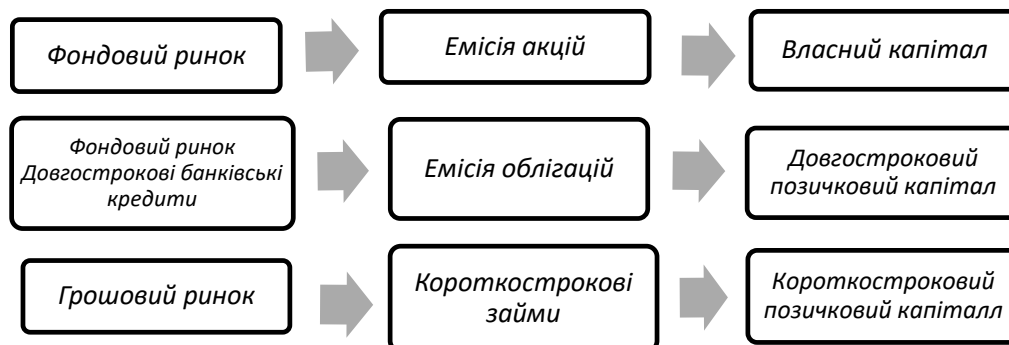 Фондовий ринок
Емісія акцій
Власний капітал
Фондовий ринок
Довгострокові банківські
кредити
Емісія облігацій
Довгостроковий
позичковий капітал
Грошовий ринок
Короткострокові
займи
Короткостроковий
позичковий капіталл